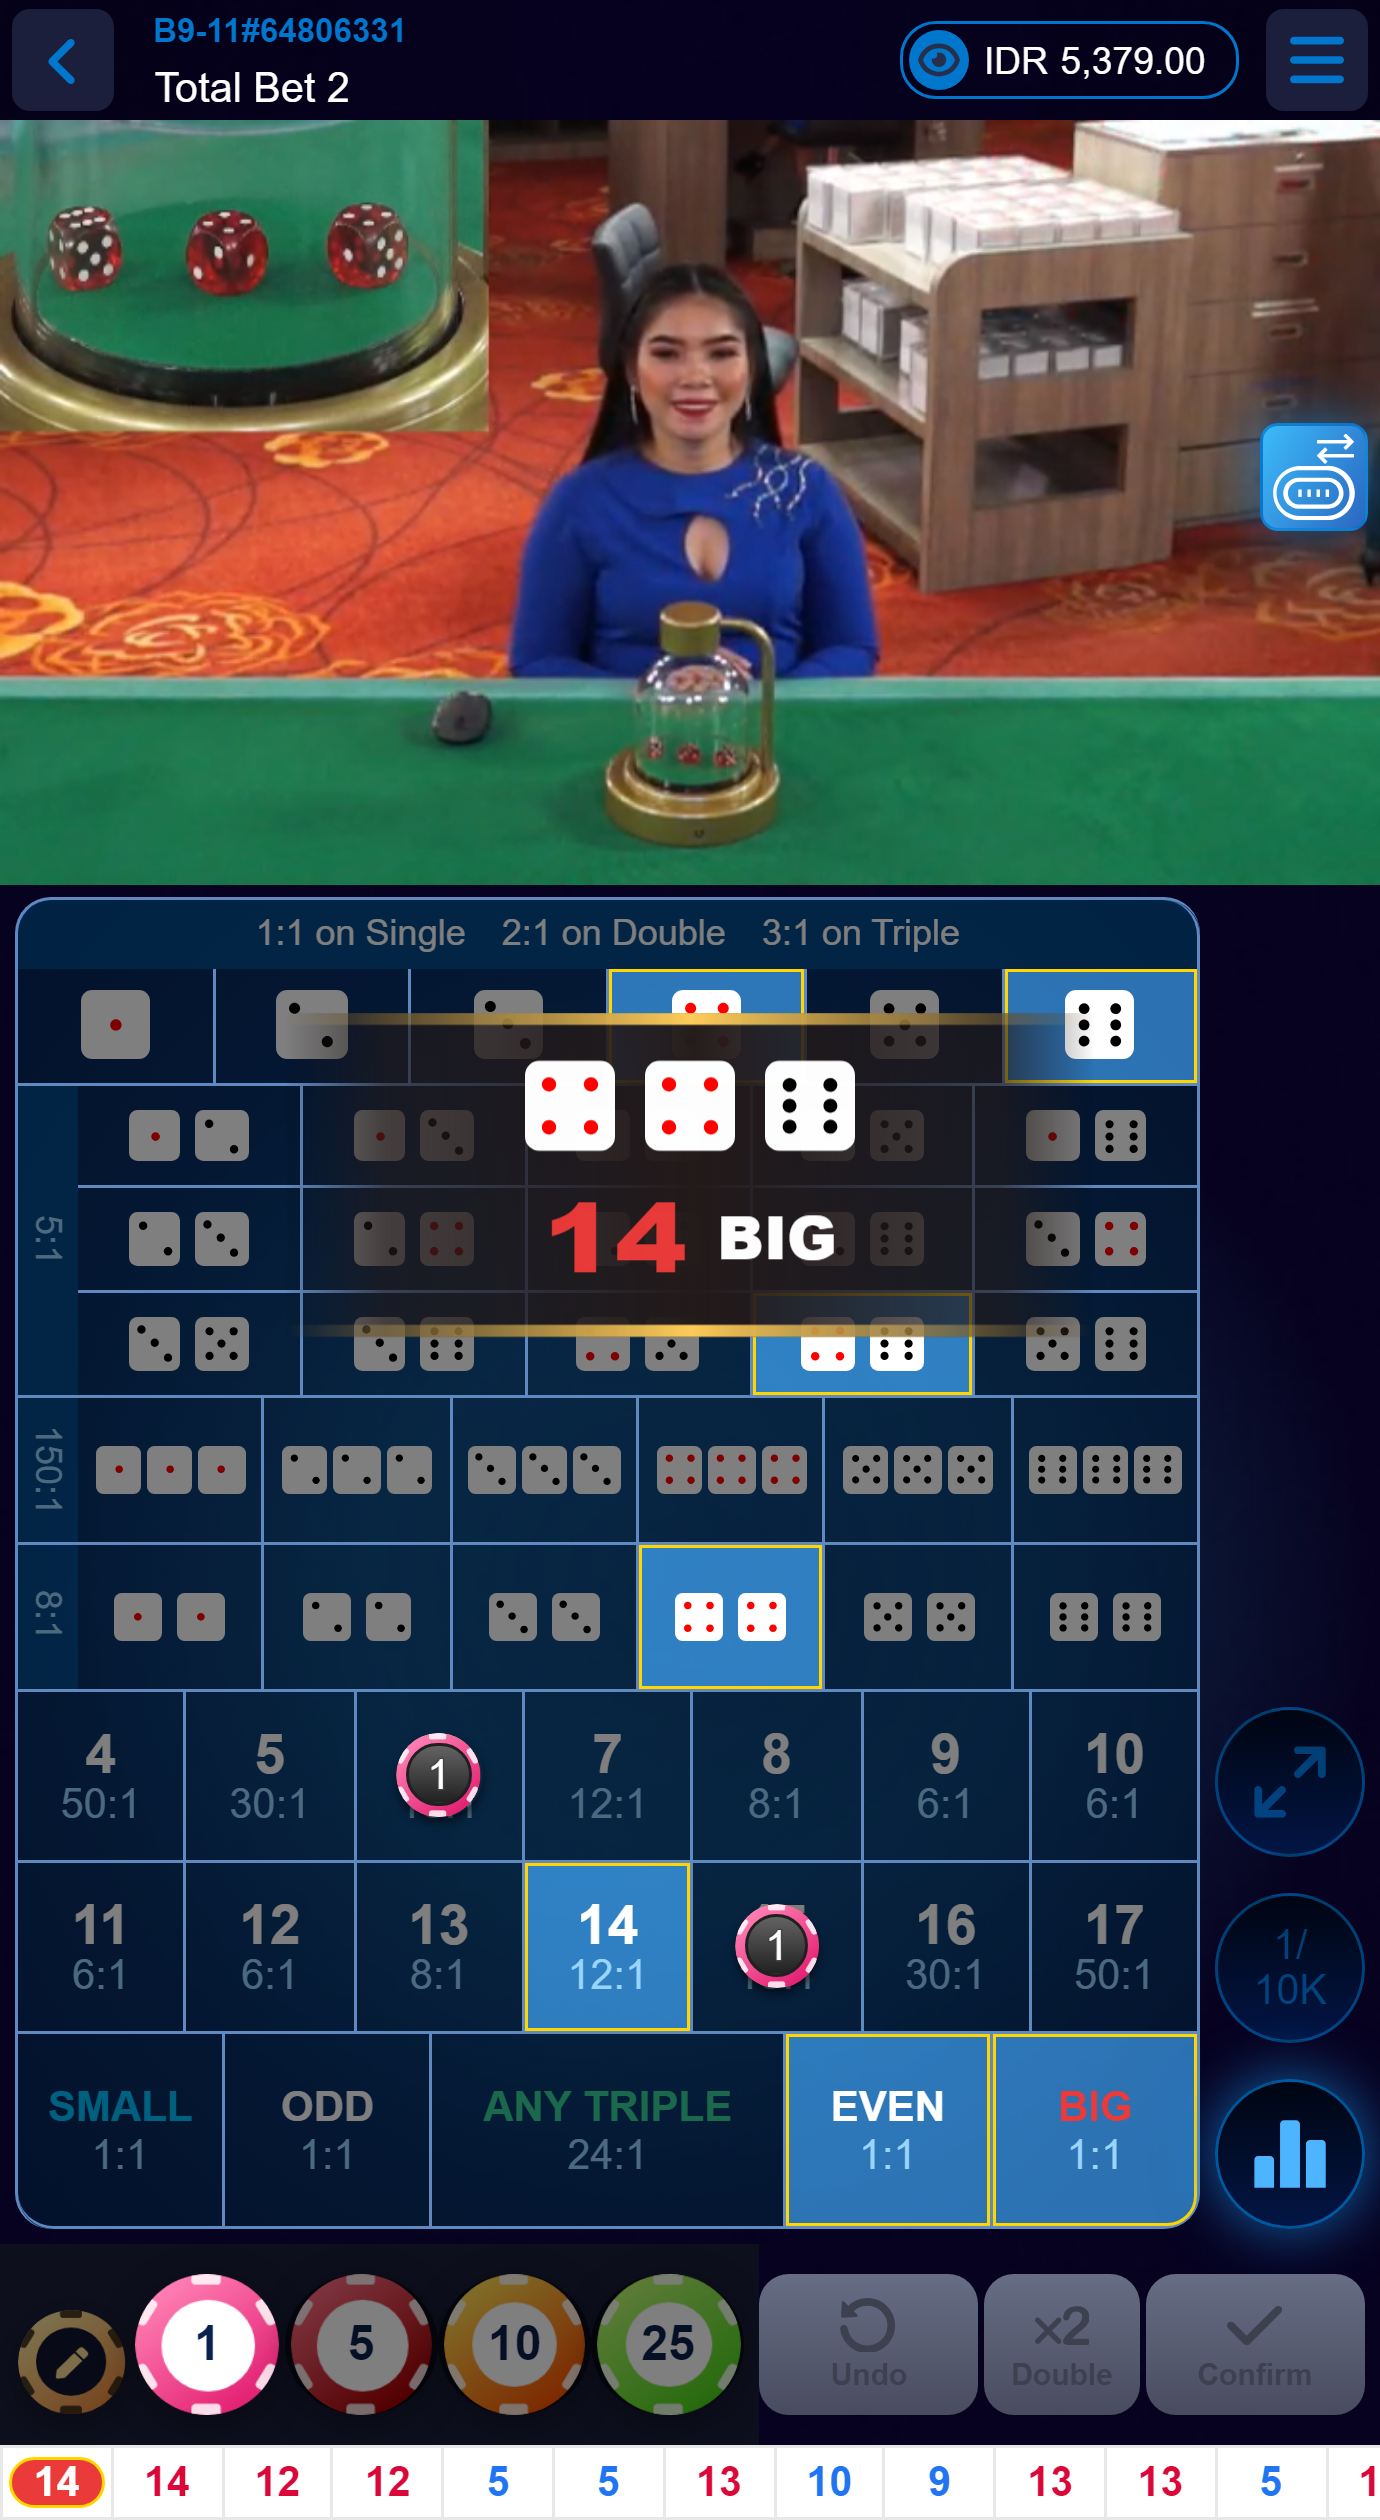 B9-11#64806331
Total Bet 2
IDR 5,379.00
1:1 on Single 2:1 on Double 3:1 on Triple
14 BIG
5:1
150:1
8:1
4 5 1 7 8 9 10
50:1 30:1 12:1 8:1 6:1 6:1
11 12 13 14 1 16 17
6:1 6:1 8:1 12:1 30:1 50:1
1/
10K
SMALL ODD ANY TRIPLE EVEN BIG
1:1 1:1 24:1 1:1 1:1
1 5 10 25
x2
Undo Double Confirm
14 14 12 12 5 5 13 10 9 13 13 5